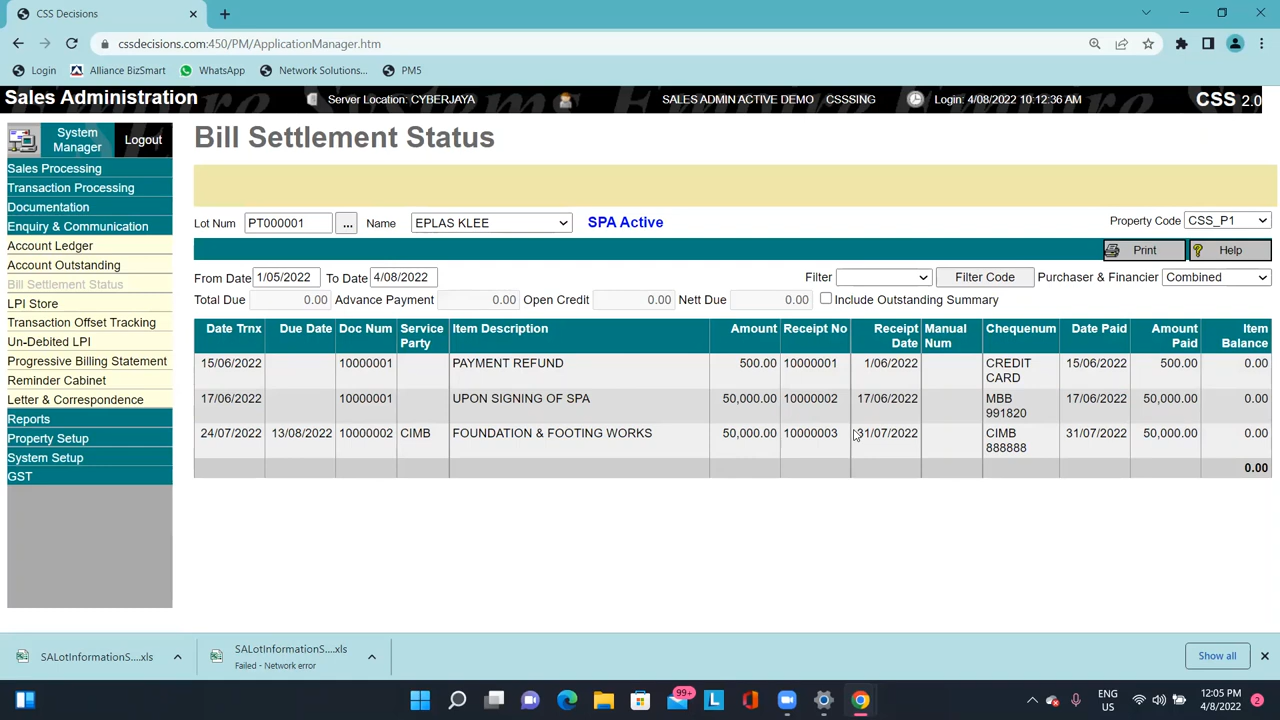 CSS Decisions
cssdecisions.com:450/PM/ApplicationManager.htm
Login
Alliance BizSmart
WhatsApp
Network Solutions...
PM5
Sales Administration
Server Location: CYBERJAYA
SALES ADMIN ACTIVE DEMO CSSSING
Login: 4/08/2022 10:12:36 AM
CSS 2.0
System Manager
Logout
Sales Processing
Transaction Processing
Documentation
Enquiry & Communication
Account Ledger
Account Outstanding
Bill Settlement Status
LPI Store
Transaction Offset Tracking
Un-Debited LPI
Progressive Billing Statement
Reminder Cabinet
Letter & Correspondence
Reports
Property Setup
System Setup
GST
Bill Settlement Status
Lot Num PT000001 ... Name EPLAS KLEE SPA Active Property Code CSS_P1
Print Help
From Date 1/05/2022 To Date 4/08/2022 Filter Filter Code Purchaser & Financier Combined
Total Due 0.00 Advance Payment 0.00 Open Credit 0.00 Nett Due 0.00 Include Outstanding Summary
Date Trnx Due Date Doc Num Service Party Item Description Amount Receipt No Receipt Date Manual Num Chequenum Date Paid Amount Paid Item Balance
15/06/2022 10000001 PAYMENT REFUND 500.00 10000001 1/06/2022 CREDIT CARD 15/06/2022 500.00 0.00
17/06/2022 10000001 UPON SIGNING OF SPA 50,000.00 10000002 17/06/2022 MBB 991820 17/06/2022 50,000.00 0.00
24/07/2022 13/08/2022 10000002 CIMB FOUNDATION & FOOTING WORKS 50,000.00 10000003 31/07/2022 CIMB 888888 31/07/2022 50,000.00 0.00
0.00
SALotInformationS....xls
SALotInformationS....xls
Failed - Network error
Show all
99+
L
ENG
US
12:05 PM
4/8/2022
2